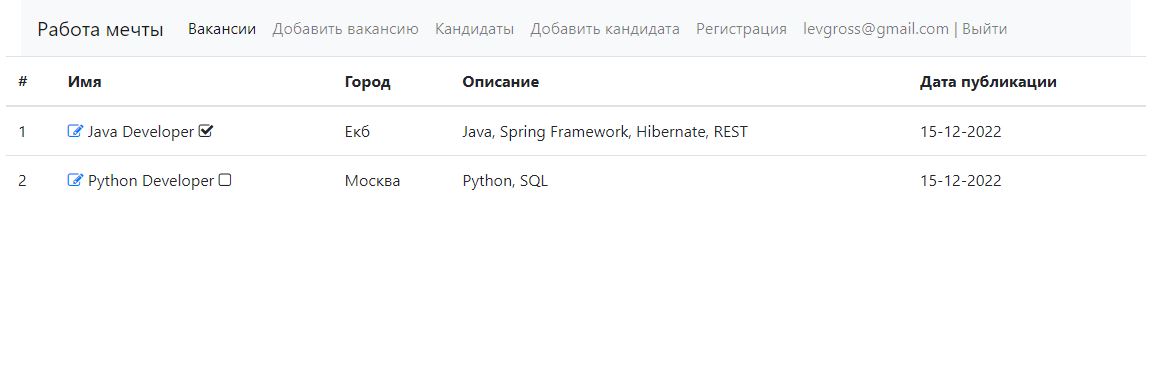 Работа мечты Вакансии Добавить вакансию Кандидаты Добавить кандидата Регистрация levgross@gmail.com | Выйти
# Имя Город Описание Дата публикации
1 Java Developer Екб Java, Spring Framework, Hibernate, REST 15-12-2022
2 Python Developer Москва Python, SQL 15-12-2022